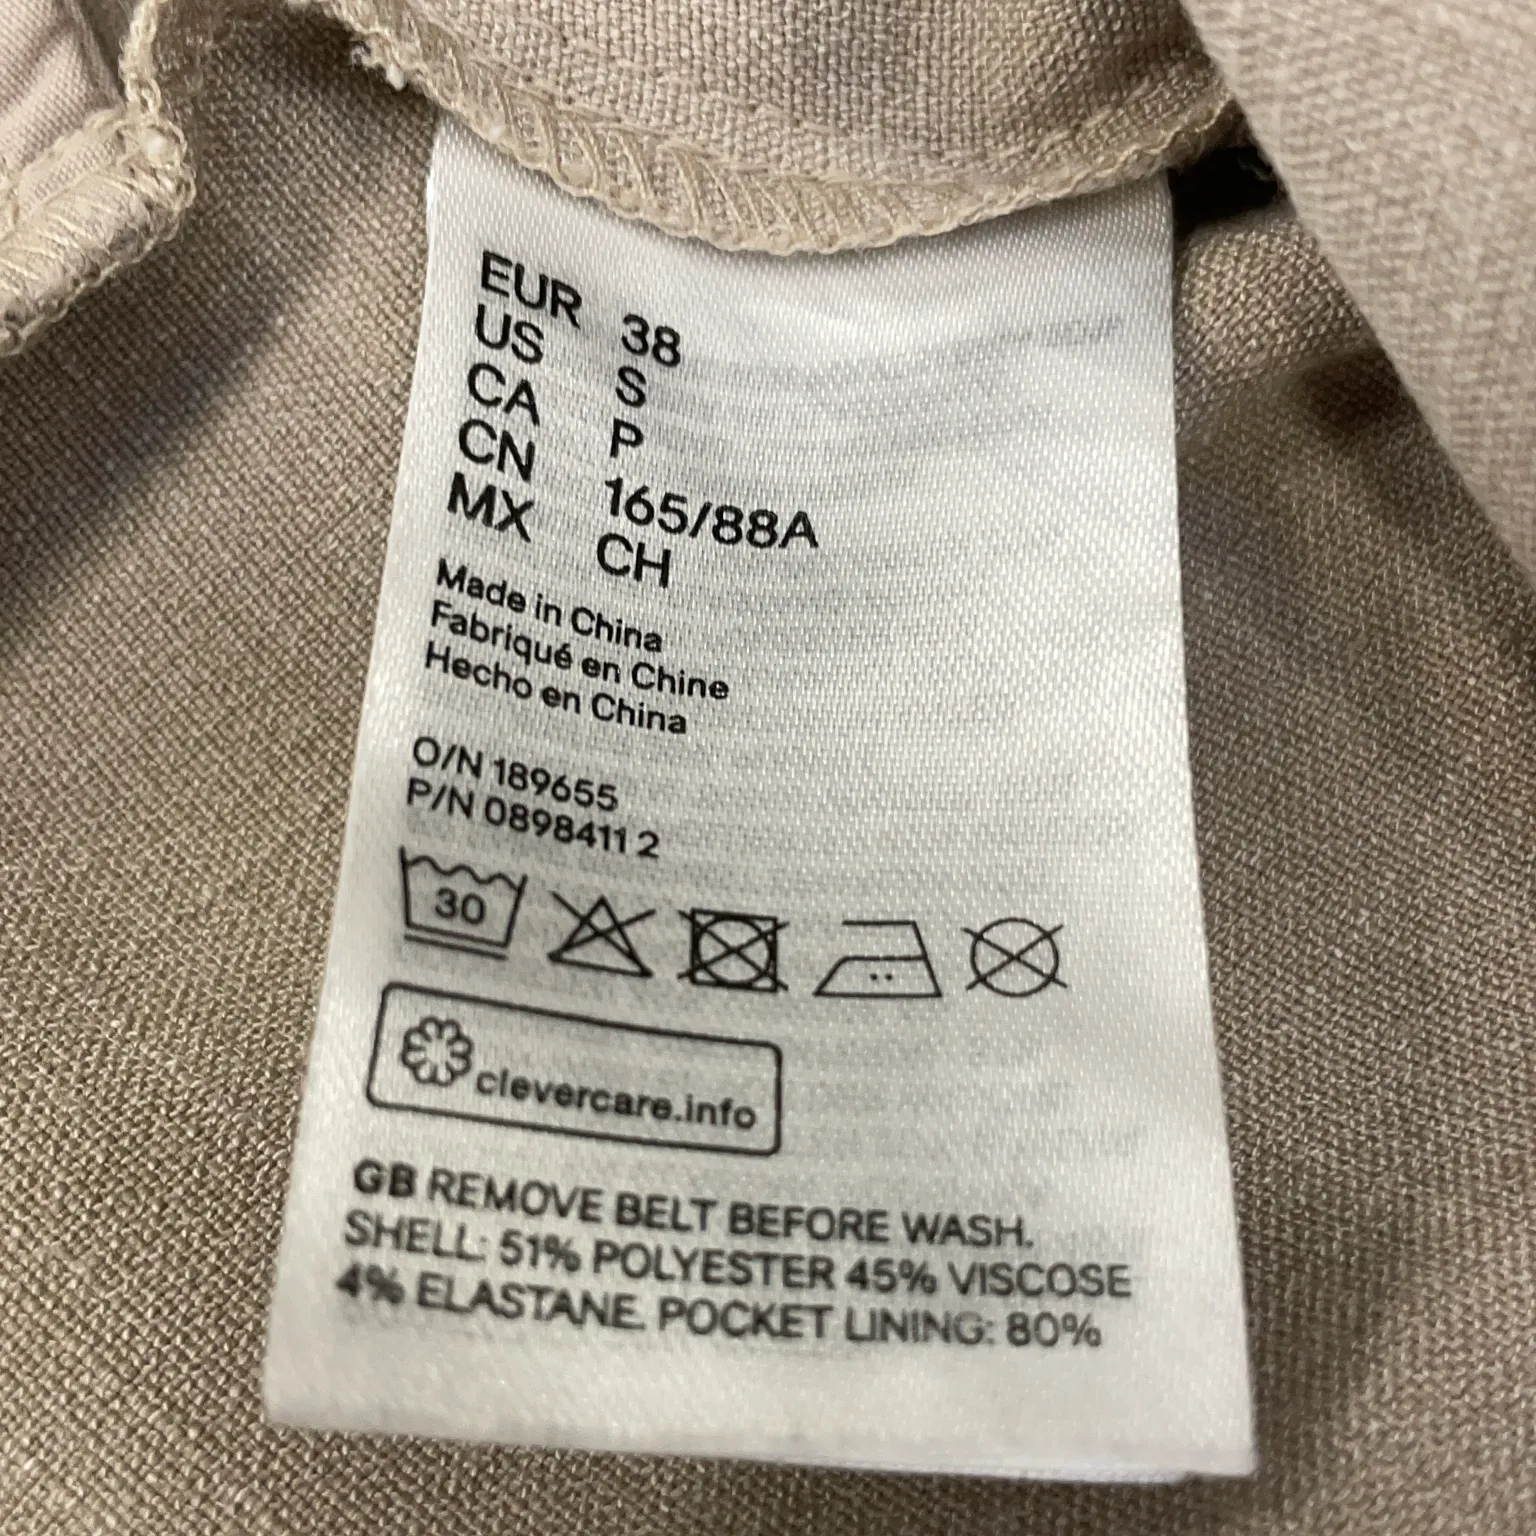 EUR 38
US S
CA P
CN 165/88A
MX CH
Made in China
Fabriqué en Chine
Hecho en China
O/N 189655
P/N 0898411 2
30
clevercare.info
GB REMOVE BELT BEFORE WASH.
SHELL: 51% POLYESTER 45% VISCOSE
4% ELASTANE. POCKET LINING: 80%